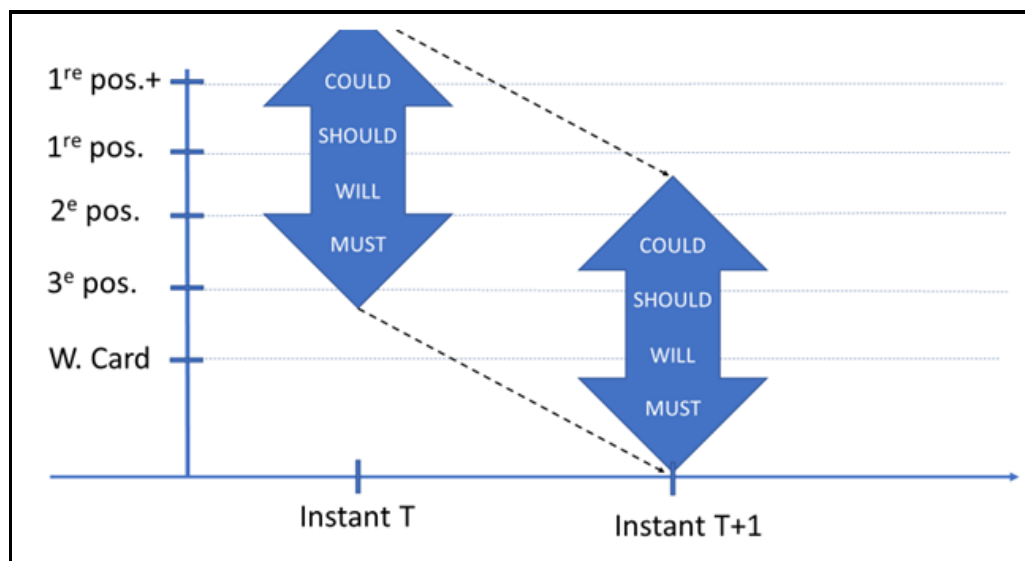 1re pos.+
1re pos.
2e pos.
3e pos.
W. Card
COULD
SHOULD
WILL
MUST
COULD
SHOULD
WILL
MUST
Instant T
Instant T+1